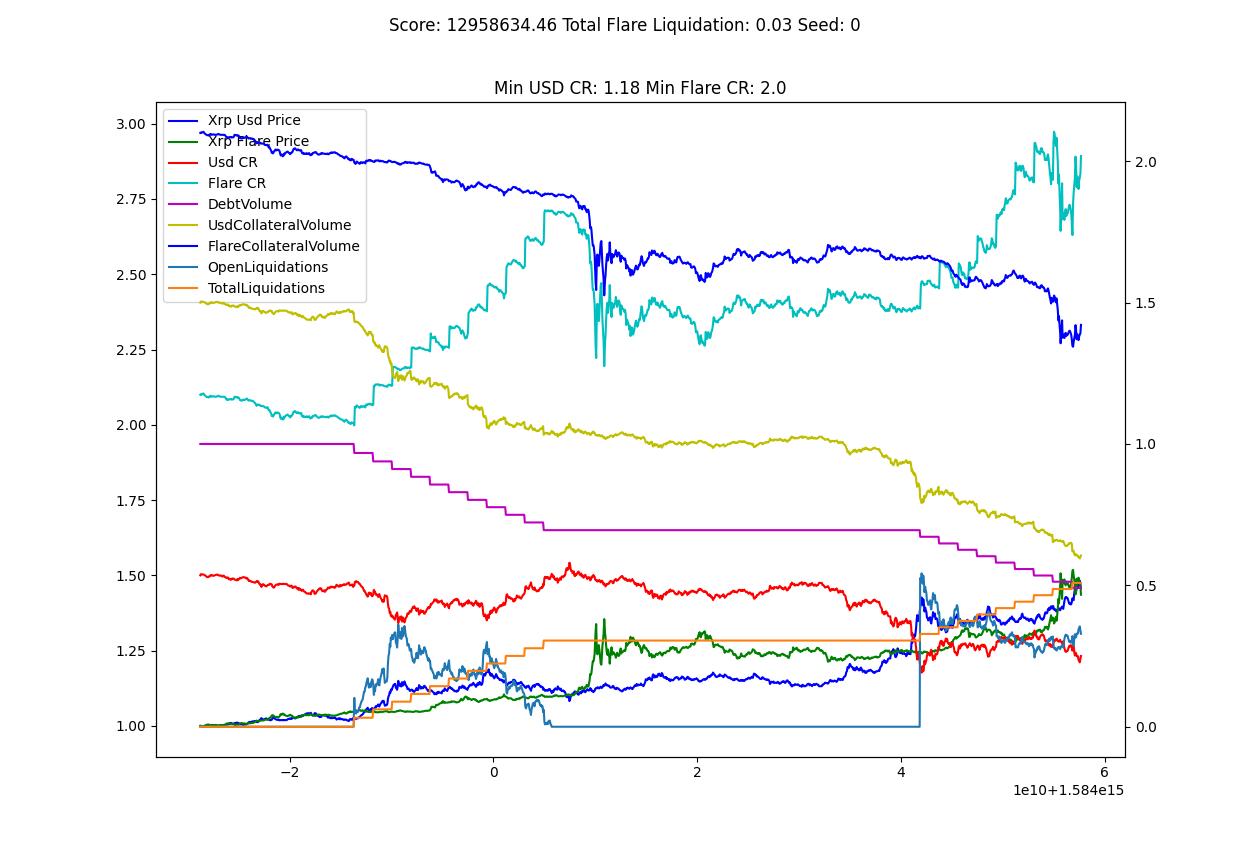 Score: 12958634.46 Total Flare Liquidation: 0.03 Seed: 0
Min USD CR: 1.18 Min Flare CR: 2.0
Xrp Usd Price
Xrp Flare Price
Usd CR
Flare CR
DebtVolume
UsdCollateralVolume
FlareCollateralVolume
OpenLiquidations
TotalLiquidations
3.00
2.75
2.50
2.25
2.00
1.75
1.50
1.25
1.00
2.0
1.5
1.0
0.5
0.0
−2
0
2
4
6
1e10+1.584e15